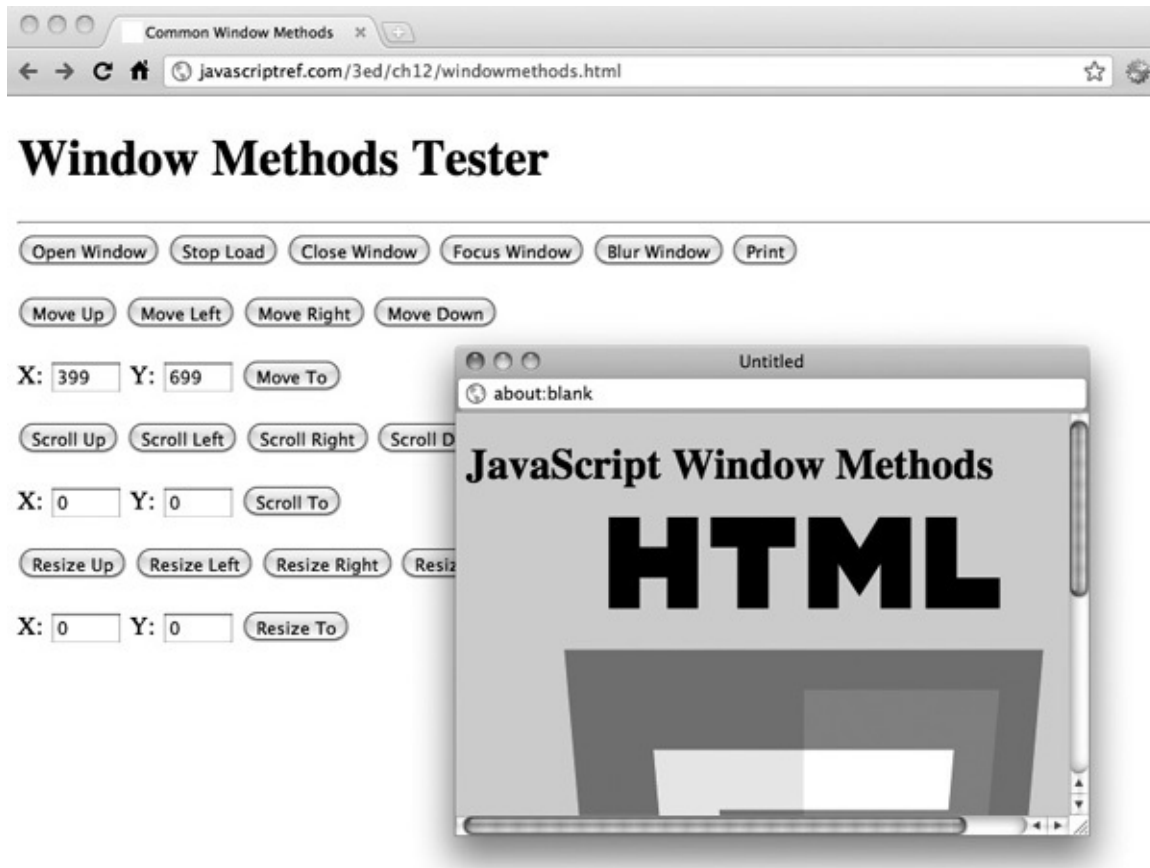 Common Window Methods
javascriptref.com/3ed/ch12/windowmethods.html
Window Methods Tester
Open Window Stop Load Close Window Focus Window Blur Window Print
Move Up Move Left Move Right Move Down
X: 399 Y: 699 Move To
Scroll Up Scroll Left Scroll Right Scroll D
X: 0 Y: 0 Scroll To
Resize Up Resize Left Resize Right Resiz
X: 0 Y: 0 Resize To
Untitled
about:blank
JavaScript Window Methods
HTML